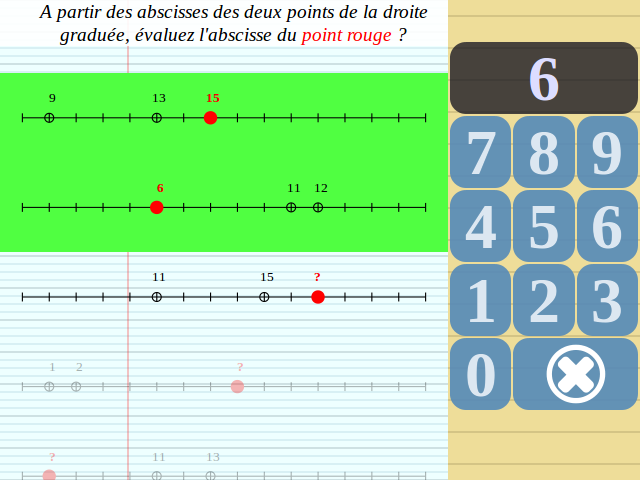 A partir des abscisses des deux points de la droite
graduée, évaluez l'abscisse du point rouge ?
9 13 15
6 11 12
11 15 ?
1 2 ?
? 11 13
6
7 8 9
4 5 6
1 2 3
0